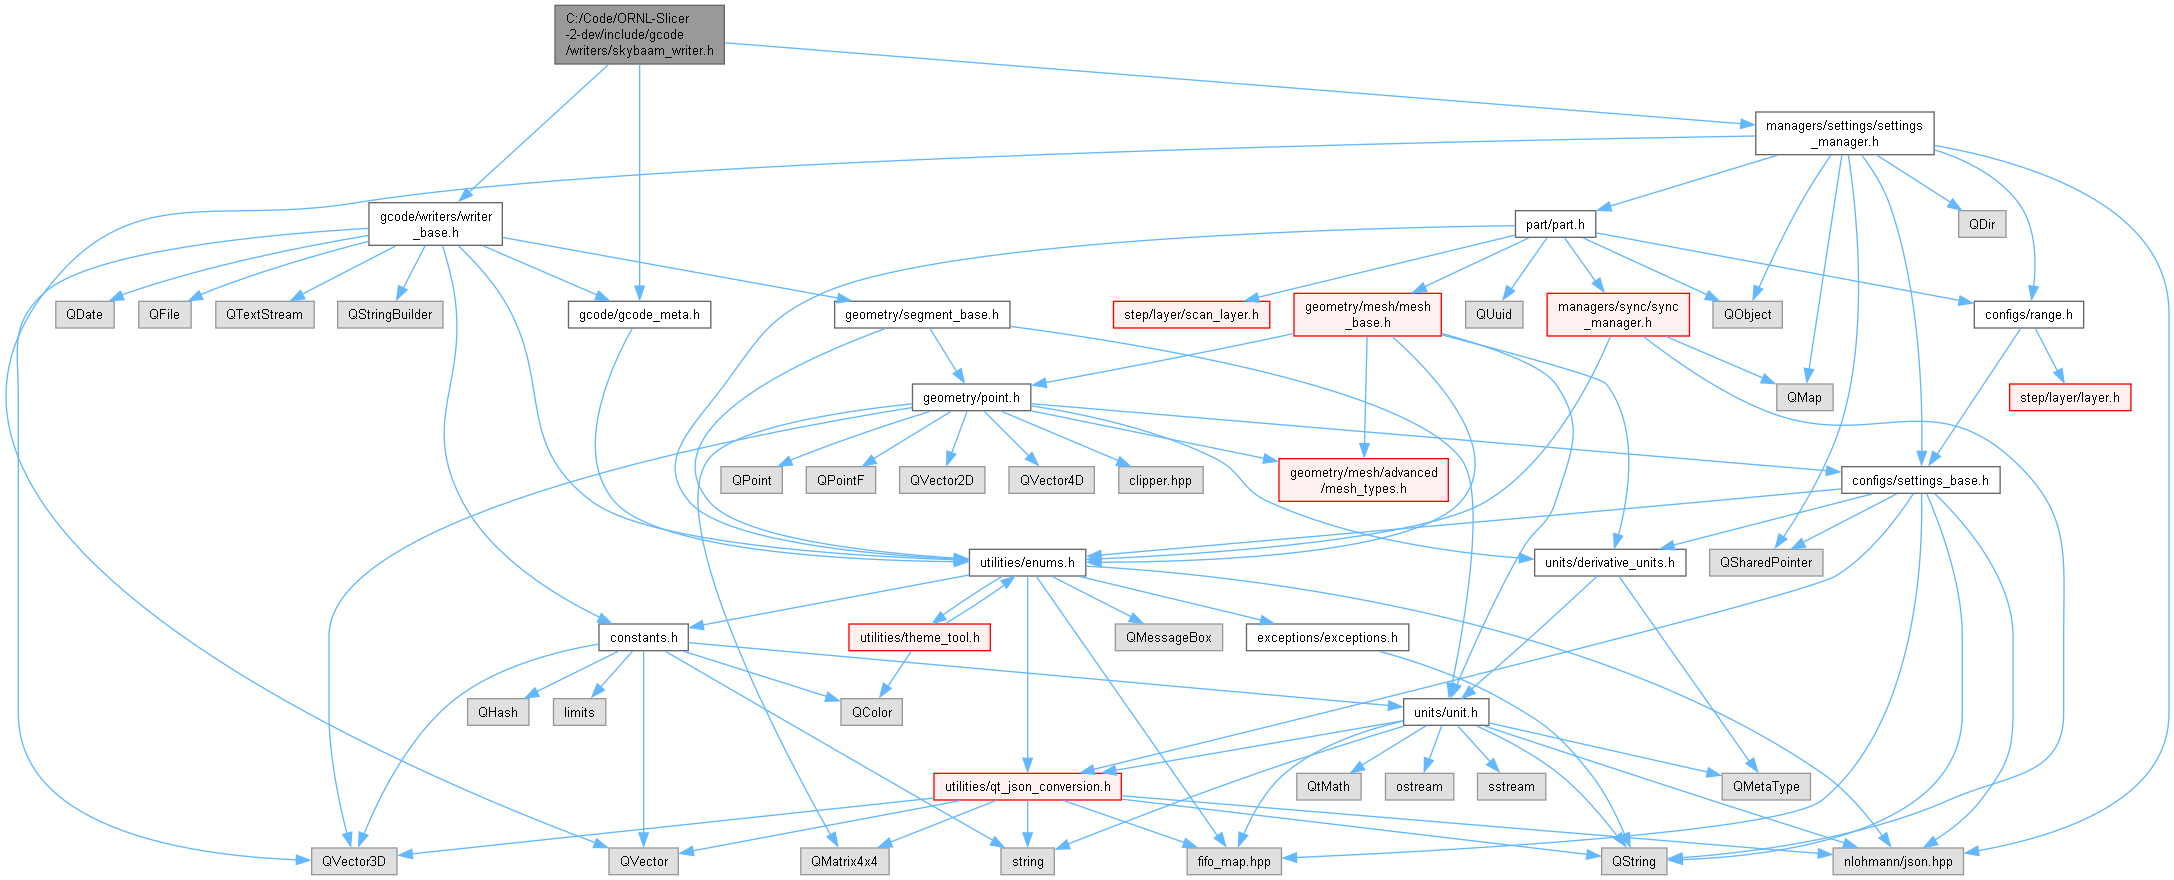 C:/Code/ORNL-Slicer
-2-dev/include/gcode
/writers/skybaam_writer.h
managers/settings/settings
_manager.h
gcode/writers/writer
_base.h
part/part.h
QDir
QDate
QFile
QTextStream
QStringBuilder
gcode/gcode_meta.h
geometry/segment_base.h
step/layer/scan_layer.h
geometry/mesh/mesh
_base.h
QUuid
managers/sync/sync
_manager.h
QObject
configs/range.h
geometry/point.h
QMap
step/layer/layer.h
QPoint
QPointF
QVector2D
QVector4D
clipper.hpp
geometry/mesh/advanced
/mesh_types.h
configs/settings_base.h
utilities/enums.h
units/derivative_units.h
QSharedPointer
constants.h
utilities/theme_tool.h
QMessageBox
exceptions/exceptions.h
QHash
limits
QColor
units/unit.h
utilities/qt_json_conversion.h
QtMath
ostream
sstream
QMetaType
QVector3D
QVector
QMatrix4x4
string
fifo_map.hpp
QString
nlohmann/json.hpp